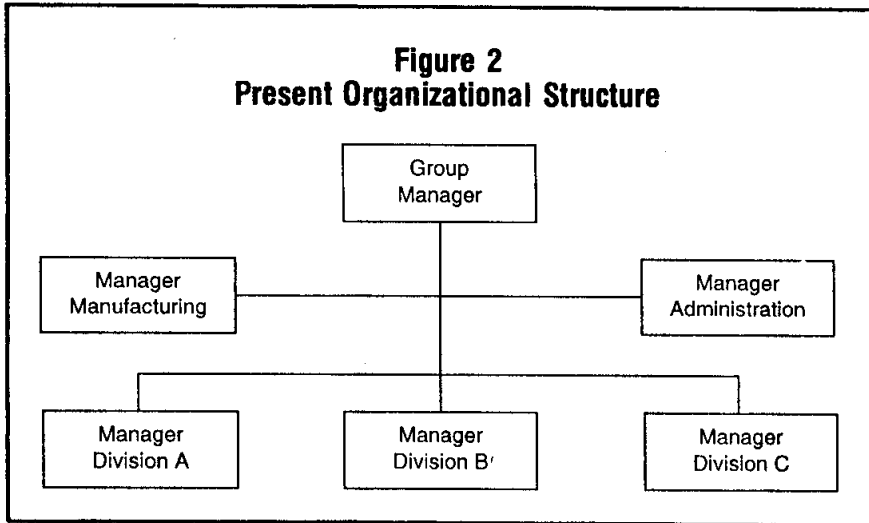 Figure 2
Present Organizational Structure
Group
Manager
Manager
Manufacturing
Manager
Administration
Manager
Division A
Manager
Division B
Manager
Division C